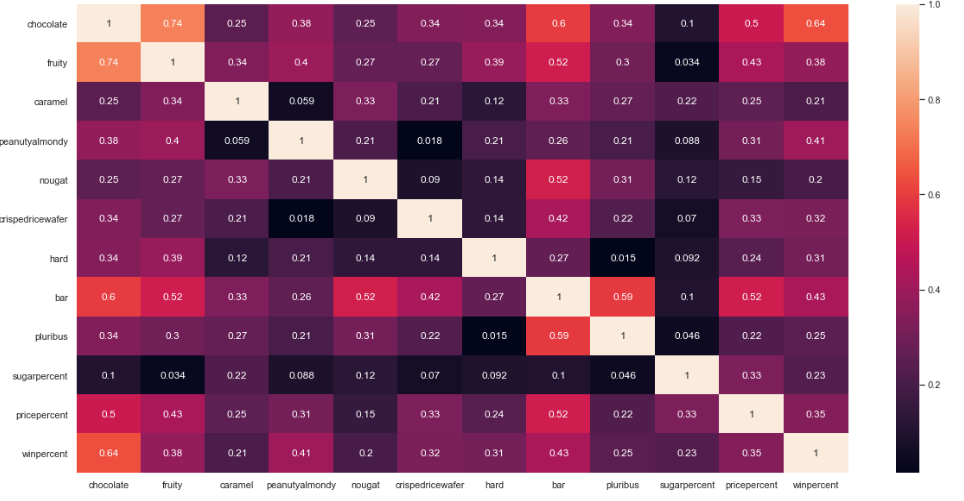 chocolate 1 0.74 0.25 0.38 0.25 0.34 0.34 0.6 0.34 0.1 0.5 0.64
fruity 0.74 1 0.34 0.4 0.27 0.27 0.39 0.52 0.3 0.034 0.43 0.38
caramel 0.25 0.34 1 0.059 0.33 0.21 0.12 0.33 0.27 0.22 0.25 0.21
peanutyalmondy 0.38 0.4 0.059 1 0.21 0.018 0.21 0.26 0.21 0.088 0.31 0.41
nougat 0.25 0.27 0.33 0.21 1 0.09 0.14 0.52 0.31 0.12 0.15 0.2
crispedricewafer 0.34 0.27 0.21 0.018 0.09 1 0.14 0.42 0.22 0.07 0.33 0.32
hard 0.34 0.39 0.12 0.21 0.14 0.14 1 0.27 0.015 0.092 0.24 0.31
bar 0.6 0.52 0.33 0.26 0.52 0.42 0.27 1 0.59 0.1 0.52 0.43
pluribus 0.34 0.3 0.27 0.21 0.31 0.22 0.015 0.59 1 0.046 0.22 0.25
sugarpercent 0.1 0.034 0.22 0.088 0.12 0.07 0.092 0.1 0.046 1 0.33 0.23
pricepercent 0.5 0.43 0.25 0.31 0.15 0.33 0.24 0.52 0.22 0.33 1 0.35
winpercent 0.64 0.38 0.21 0.41 0.2 0.32 0.31 0.43 0.25 0.23 0.35 1
chocolate fruity caramel peanutyalmondy nougat crispedricewafer hard bar pluribus sugarpercent pricepercent winpercent
1.0
0.8
0.6
0.4
0.2